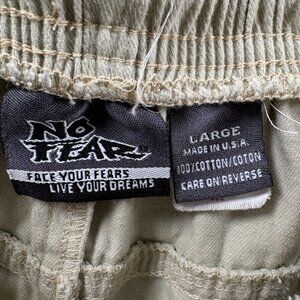 NO
FEAR
FACE YOUR FEARS
LIVE YOUR DREAMS
LARGE
MADE IN U.S.A.
100%COTTON/COTON
CARE ON REVERSE